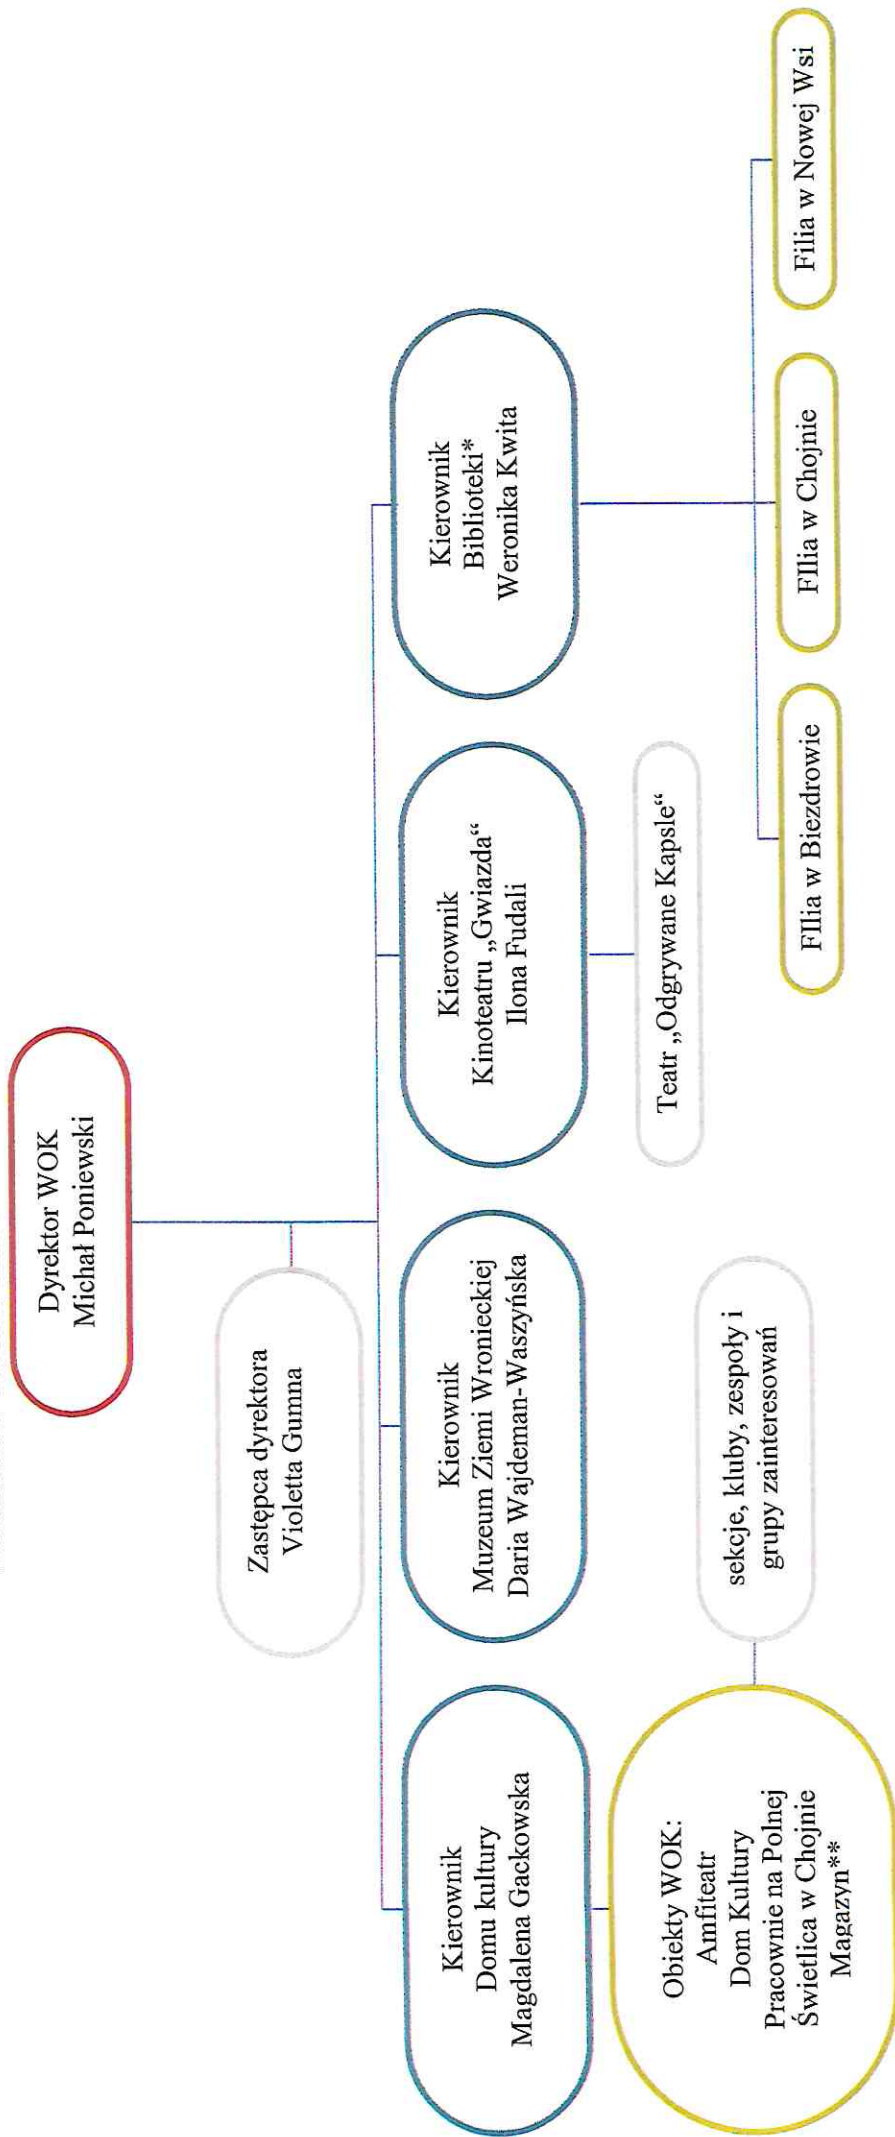 Dyrektor WOK
Michał Poniewski
Zastępca dyrektora
Violetta Gumna
Kierownik
Domu kultury
Magdalena Gackowska
Kierownik
Muzeum Ziemi Wronieckiej
Daria Wajdeman-Waszyńska
Kierownik
Kinoteatru „Gwiazda“
Ilona Fudali
Kierownik
Biblioteki*
Weronika Kwita
Obiekty WOK:
Amfiteatr
Dom Kultury
Pracownie na Polnej
Świetlica w Chojnie
Magazyn**
sekcje, kluby, zespoły i
grupy zainteresowań
Teatr „Odgrywane Kapsle“
FIlia w Biezdrowie
FIlia w Chojnie
Filia w Nowej Wsi